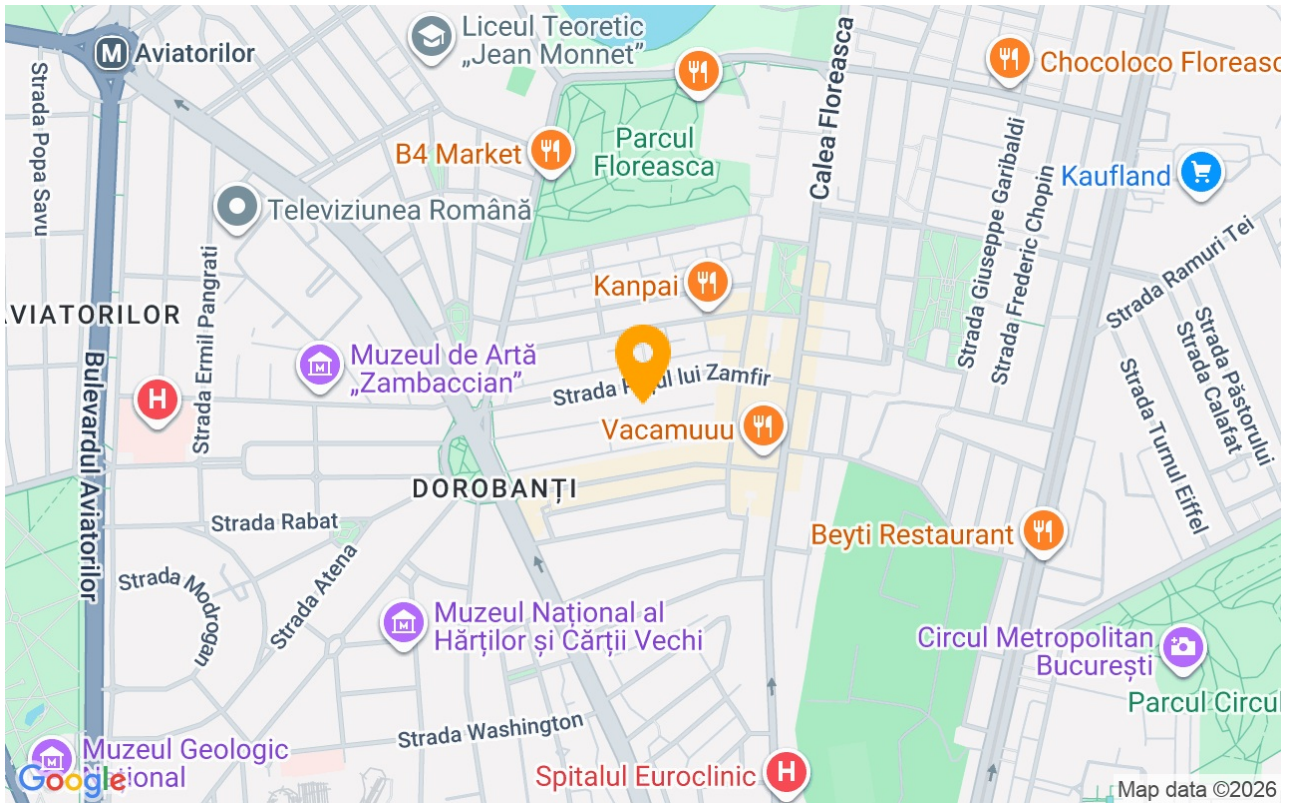 Liceul Teoretic
„Jean Monnet”
M Aviatorilor
Chocoloco Floreasc
Strada Popa Savu
Calea Floreasca
Parcul
Floreasca
B4 Market
Kaufland
Strada Giuseppe Garibaldi
Strada Frederic Chopin
Televiziunea Română
Strada Ramuri Tei
Kanpai
AVIATORILOR
Strada Ermil Pangrati
Muzeul de Artă
„Zambaccian”
Strada lui Zamfir
Strada Păstorului
Strada Calafat
Strada Turnul Eiffel
Bulevardul Aviatorilor
H
Vacamuuu
DOROBANȚI
Strada Rabat
Beyti Restaurant
Strada Atena
Strada Modrogan
Muzeul Național al
Hărților și Cărții Vechi
Circul Metropolitan
București
Parcul Circul
Strada Washington
Muzeul Geologic
Național
Spitalul Euroclinic H
Google
Map data ©2026